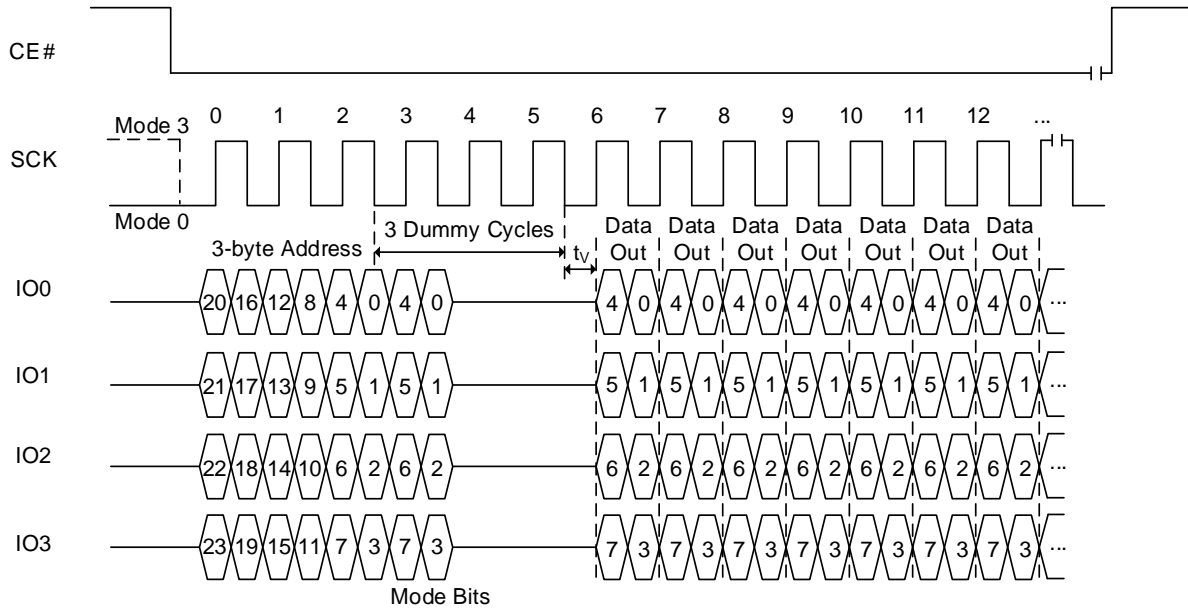 CE#
0 1 2 3 4 5 6 7 8 9 10 11 12 ...
Mode 3
SCK
Mode 0
3-byte Address
3 Dummy Cycles
tV
Data Out
Data Out
Data Out
Data Out
Data Out
Data Out
Data Out
IO0 20 16 12 8 4 0 4 0 4 0 4 0 4 0 4 0 4 0 4 0 4 0 ...
IO1 21 17 13 9 5 1 5 1 5 1 5 1 5 1 5 1 5 1 5 1 5 1 ...
IO2 22 18 14 10 6 2 6 2 6 2 6 2 6 2 6 2 6 2 6 2 6 2 ...
IO3 23 19 15 11 7 3 7 3 7 3 7 3 7 3 7 3 7 3 7 3 7 3 ...
Mode Bits